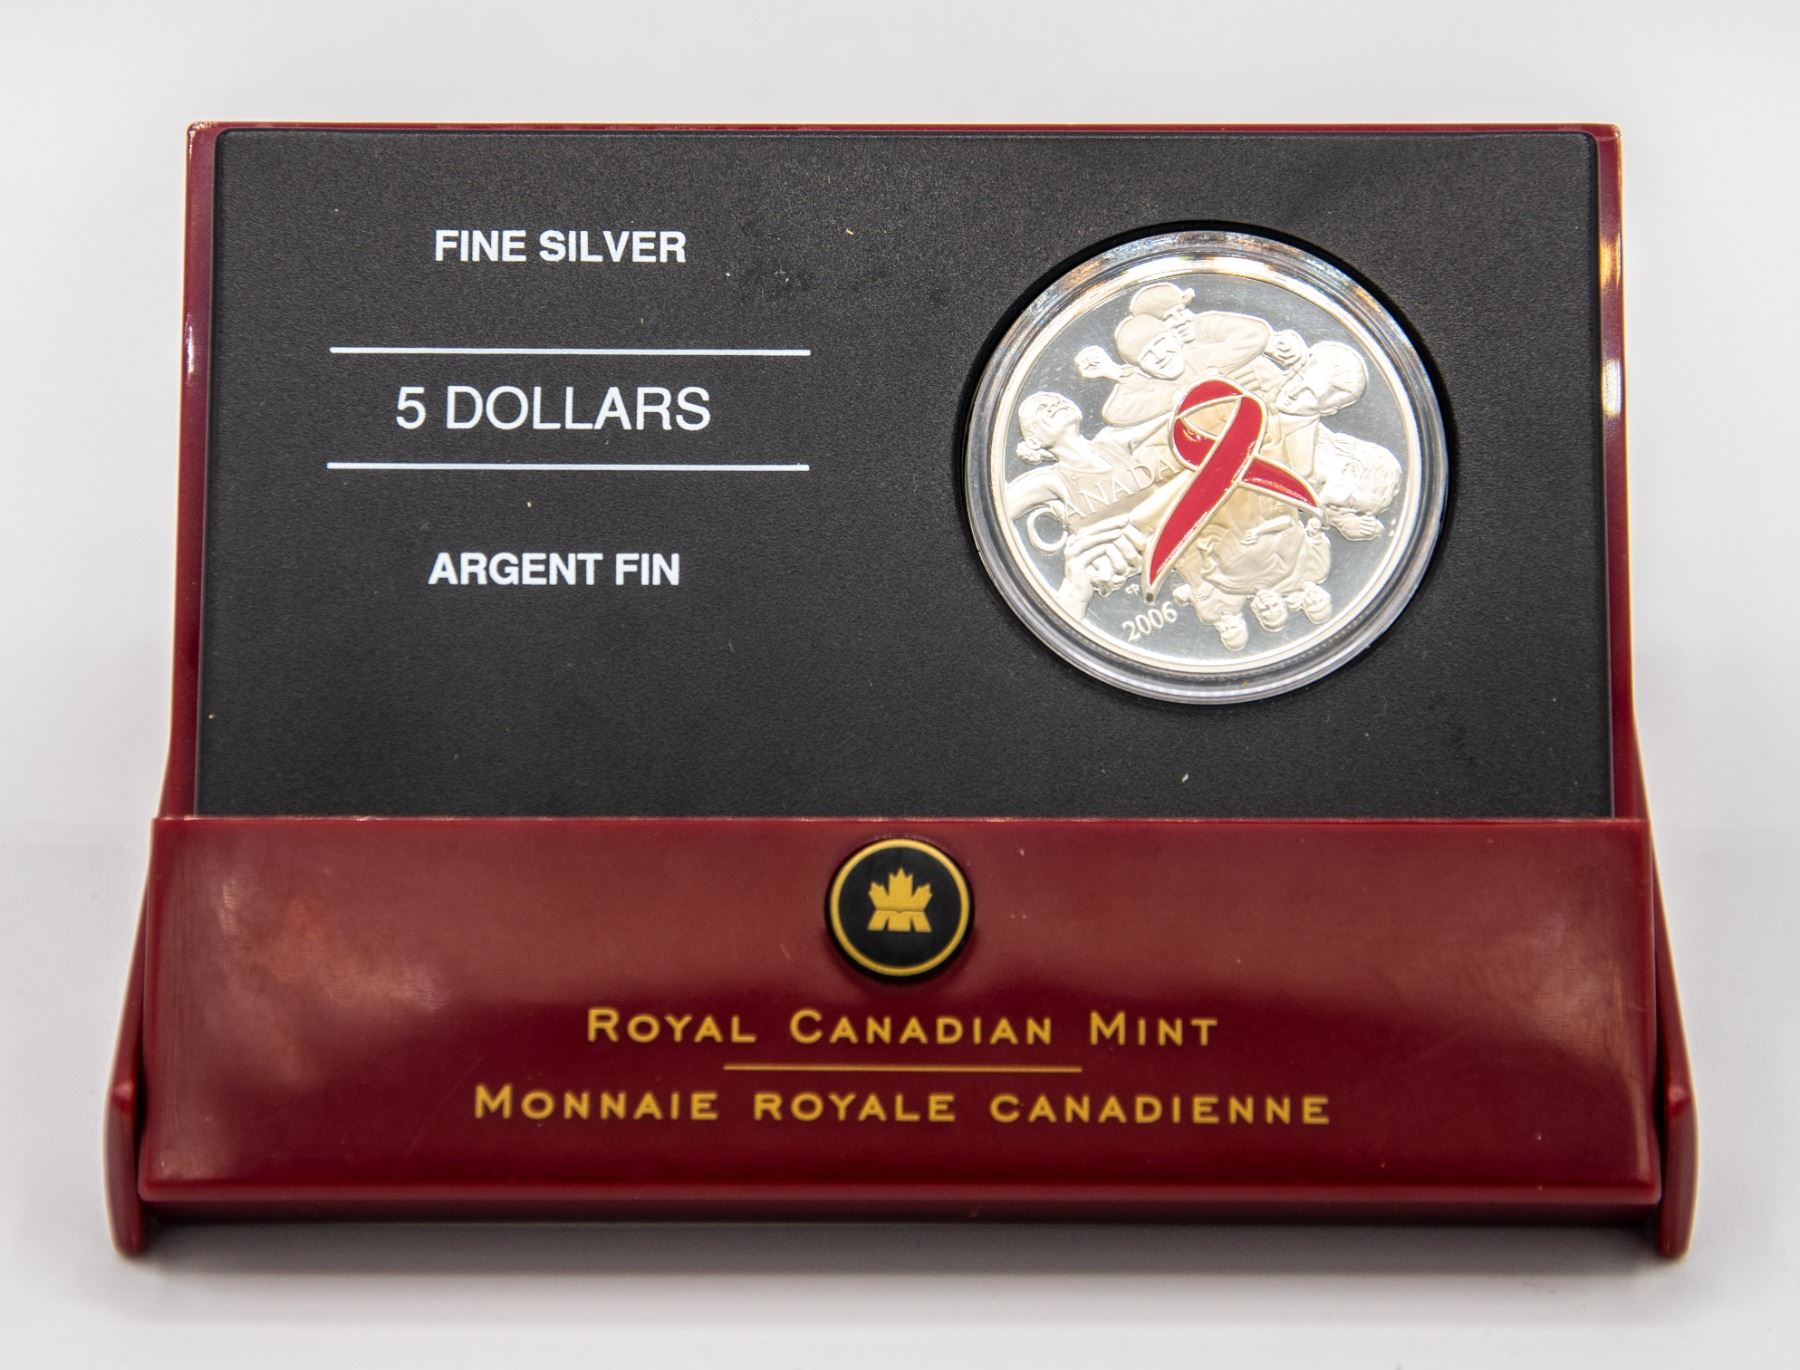 FINE SILVER
5 DOLLARS
ARGENT FIN
CANADA
2006
ROYAL CANADIAN MINT
MONNAIE ROYALE CANADIENNE